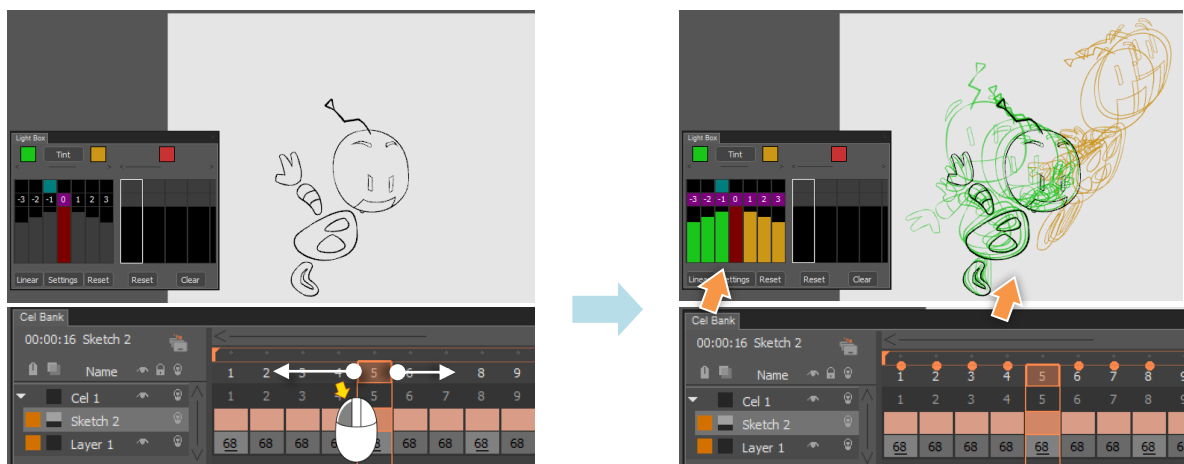 Light Box
Tint
-3 -2 -1 0 1 2 3
Linear Settings Reset Reset Clear
Cel Bank
00:00:16 Sketch 2
Name
1 2 3 4 5 6 8 9
Cel 1
1 2 3 5 6 7 8 9
Sketch 2
Layer 1
68 68 68 68 68 68 68
Light Box
Tint
-3 -2 -1 0 1 2 3
Reset Reset Clear
Cel Bank
00:00:16 Sketch 2
Name
1 2 3 4 5 6 7 8
Cel 1
1 2 3 4 5 6 7 8
Sketch 2
Layer 1
68 68 68 68 68 68 68 68